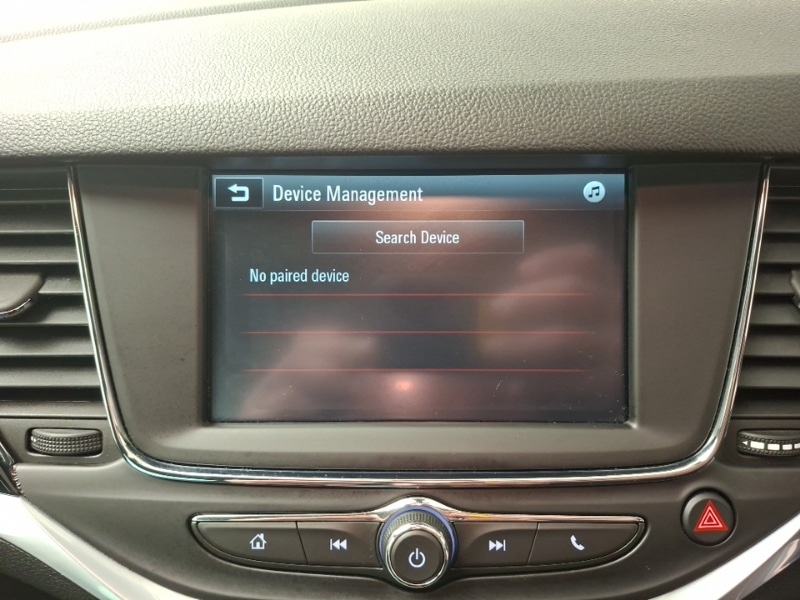 Device Management
Search Device
No paired device